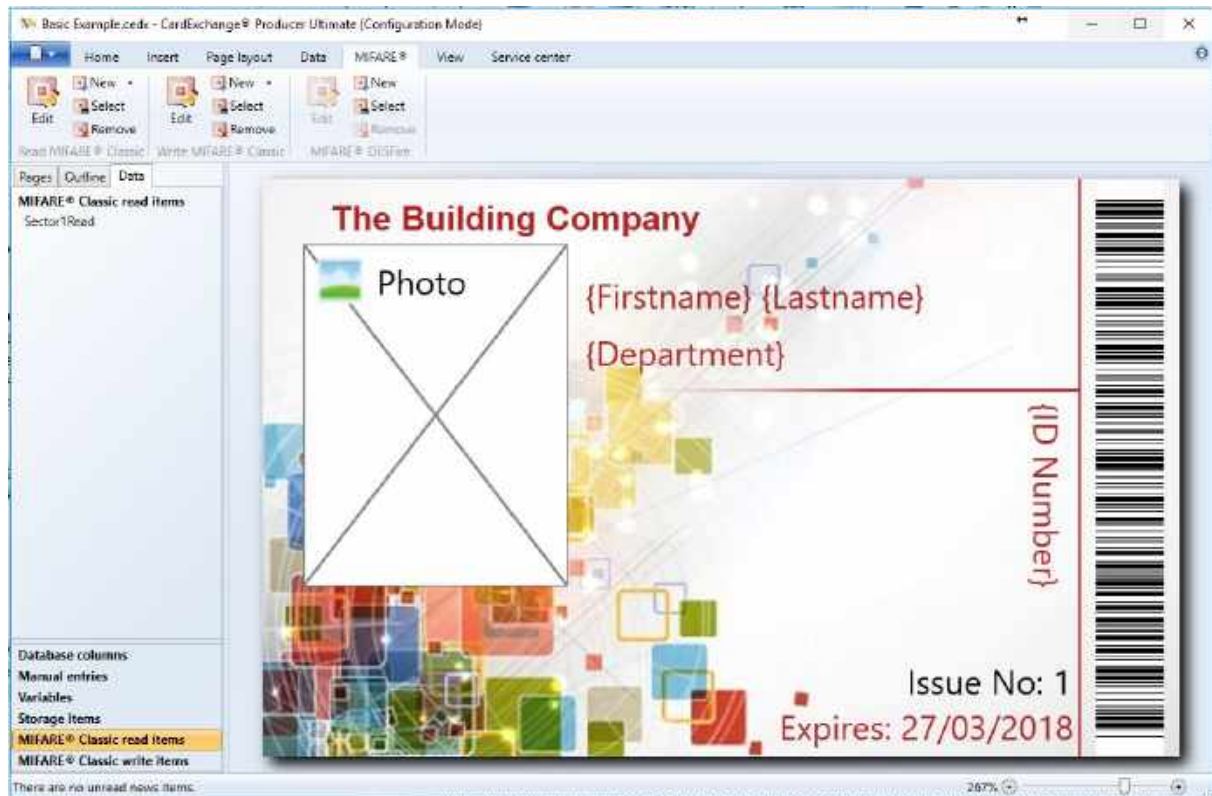 Basic Example.cedx - CardExchange® Producer Ultimate (Configuration Mode)
Home Insert Page layout Data MIFARE® View Service center
Edit New Select Remove
Edit New Select Remove
Edit New Select Remove
Read MIFARE® Classic Write MIFARE® Classic MIFARE® DESFire
Pages Outline Data
MIFARE® Classic read items
Sector1Read
The Building Company
Photo
{Firstname} {Lastname}
{Department}
{ID Number}
Issue No: 1
Expires: 27/03/2018
Database columns
Manual entries
Variables
Storage Items
MIFARE® Classic read items
MIFARE® Classic write items
There are no unread news items.
267%